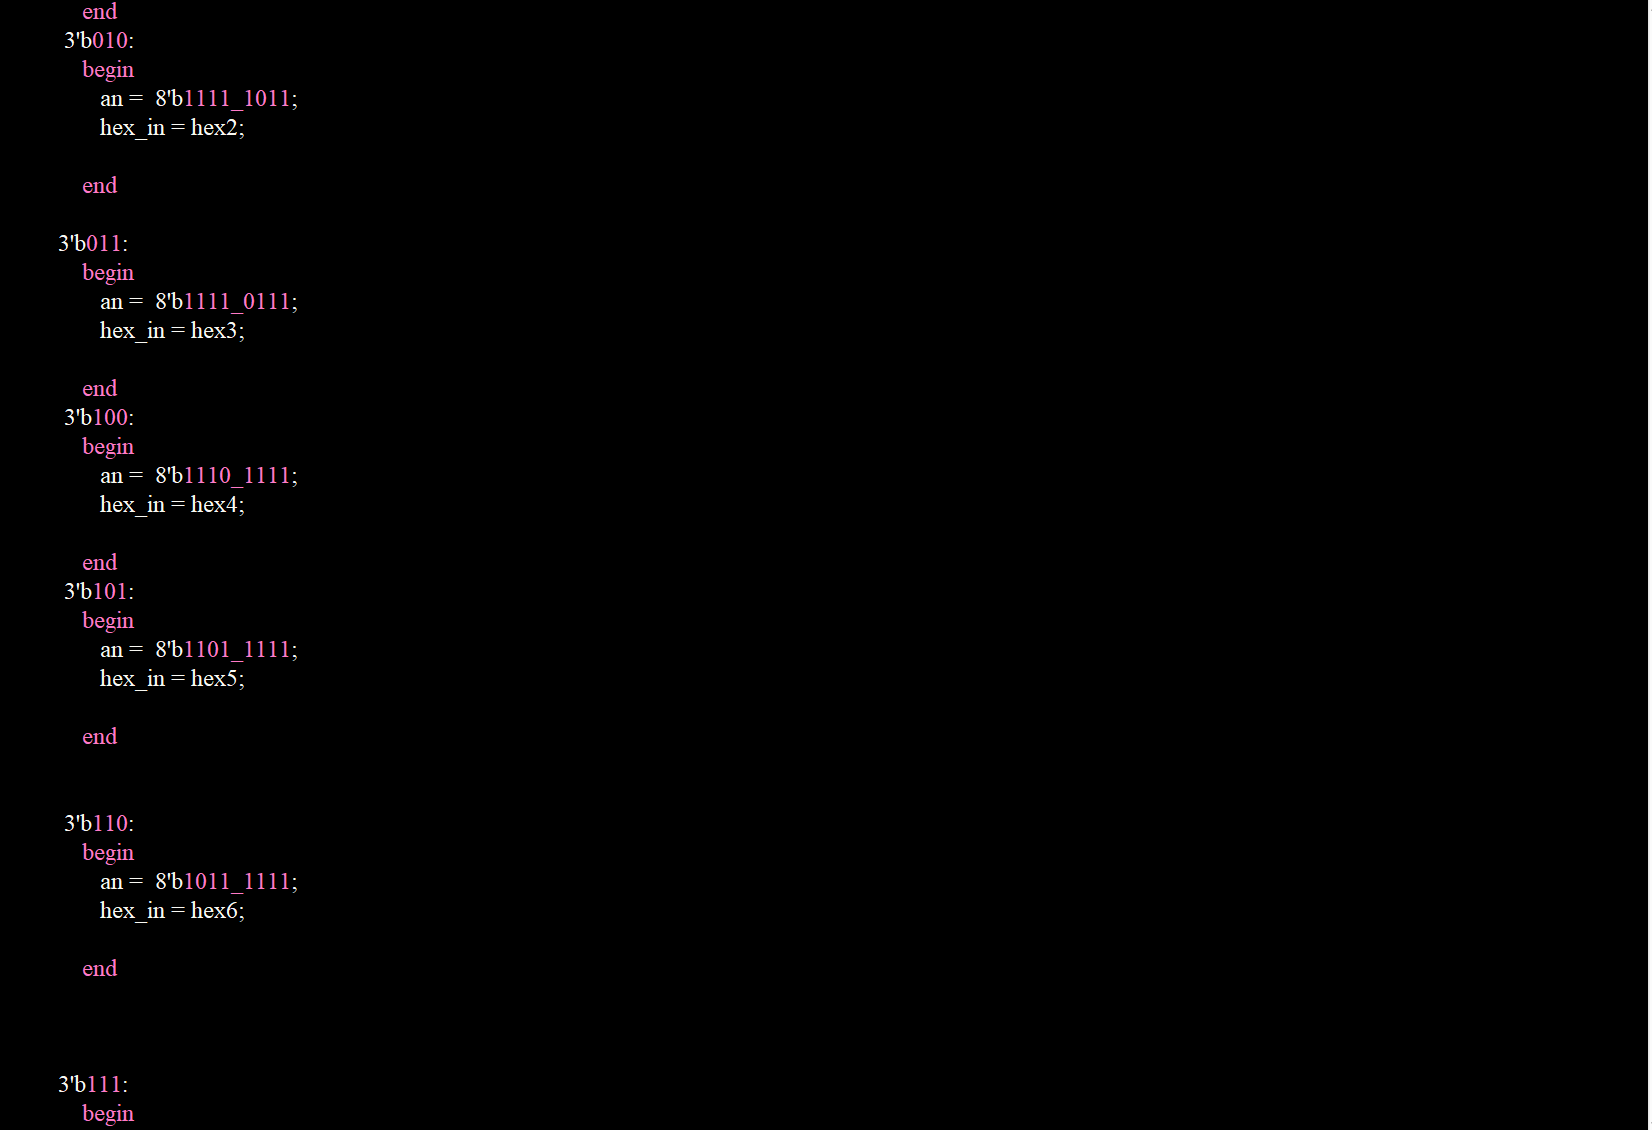 end
3'b010:
begin
an =  8'b1111_1011;
hex_in = hex2;
end
3'b011:
begin
an =  8'b1111_0111;
hex_in = hex3;
end
3'b100:
begin
an =  8'b1110_1111;
hex_in = hex4;
end
3'b101:
begin
an =  8'b1101_1111;
hex_in = hex5;
end
3'b110:
begin
an =  8'b1011_1111;
hex_in = hex6;
end
3'b111:
begin